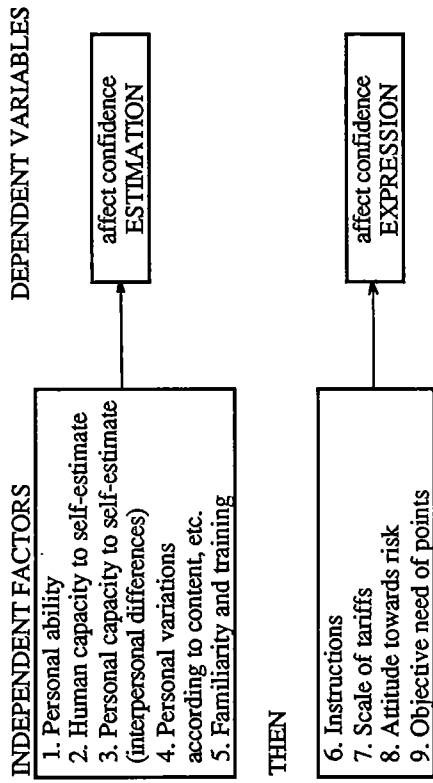 INDEPENDENT FACTORS
DEPENDENT VARIABLES
1. Personal ability
2. Human capacity to self-estimate
3. Personal capacity to self-estimate
(interpersonal differences)
4. Personal variations
according to content, etc.
5. Familiarity and training
affect confidence
ESTIMATION
THEN
6. Instructions
7. Scale of tariffs
8. Attitude towards risk
9. Objective need of points
affect confidence
EXPRESSION